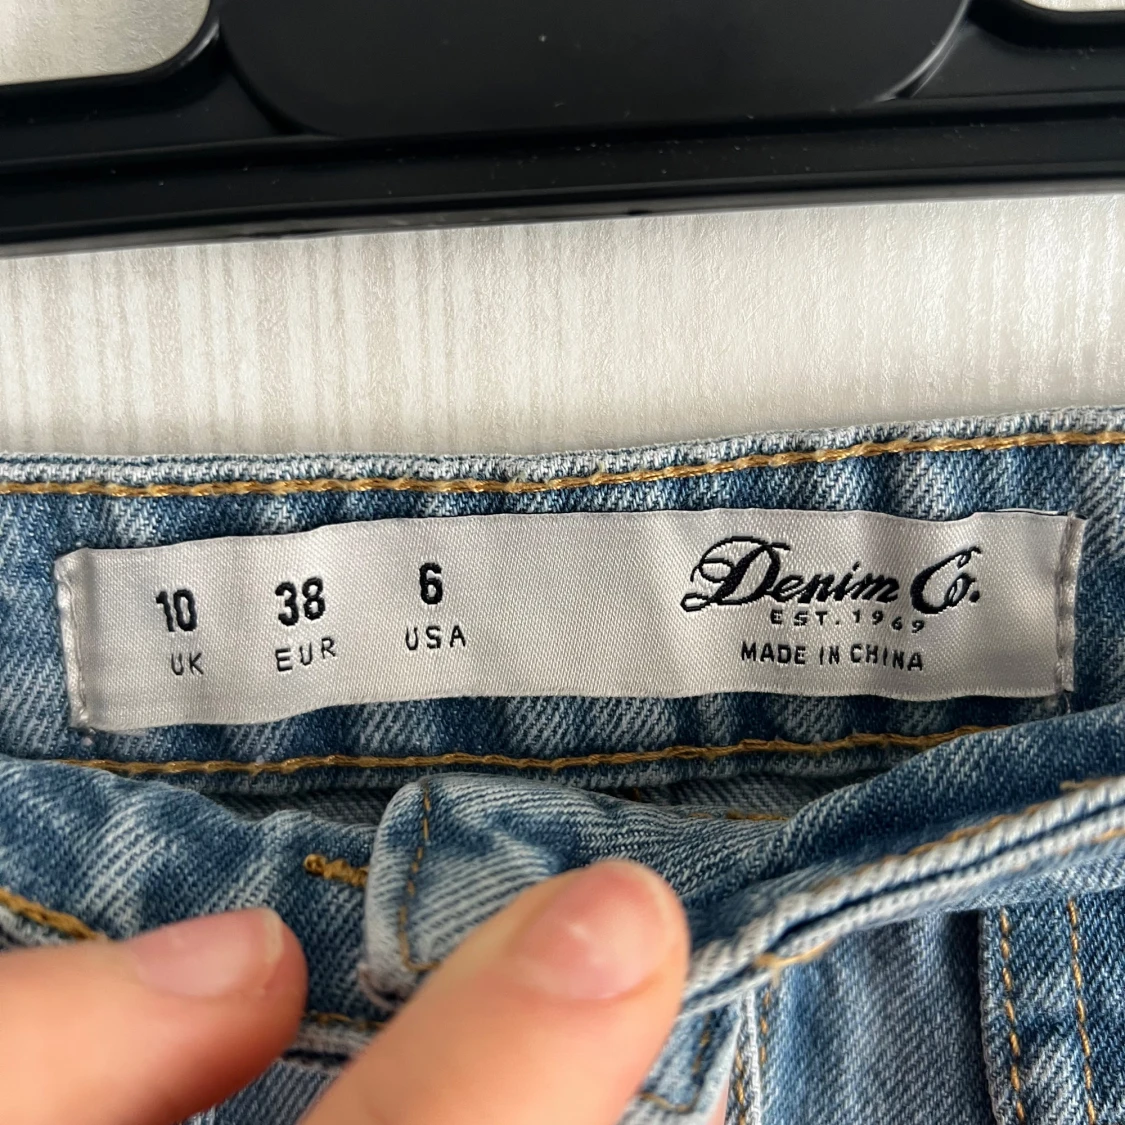 10 38 6
UK EUR USA
Denim Co.
EST. 1969
MADE IN CHINA